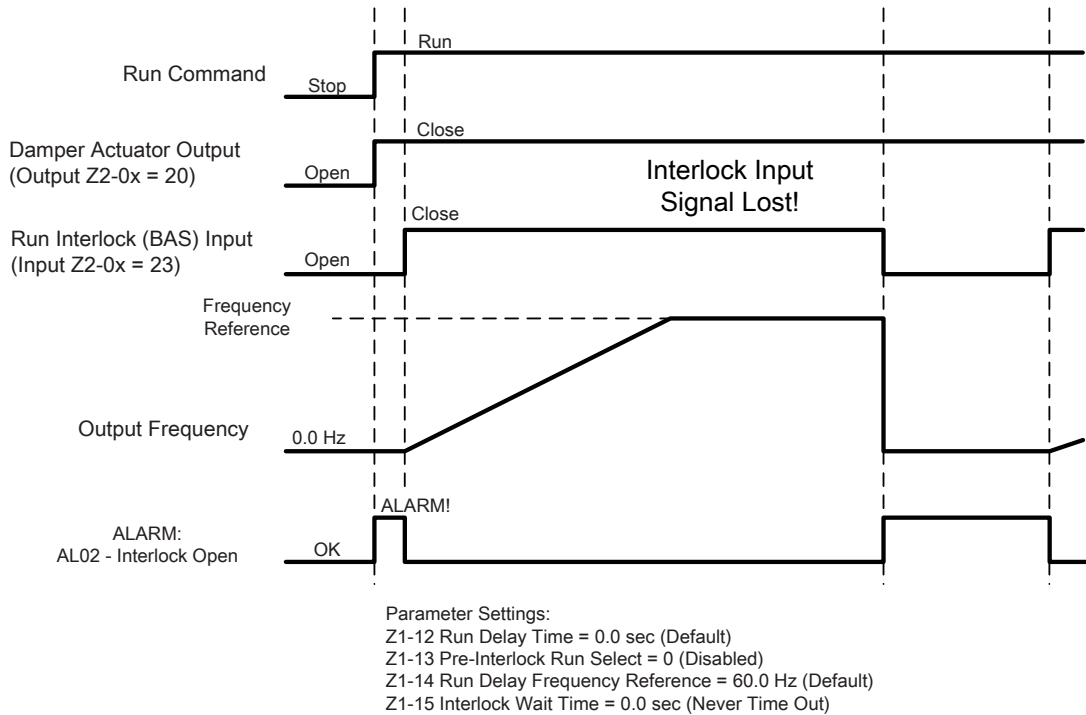 Run
Run Command
Stop
Close
Damper Actuator Output
(Output Z2-0x = 20)
Open
Interlock Input
Signal Lost!
Close
Run Interlock (BAS) Input
(Input Z2-0x = 23)
Open
Frequency
Reference
Output Frequency
0.0 Hz
ALARM!
ALARM:
AL02 - Interlock Open
OK
Parameter Settings:
Z1-12 Run Delay Time = 0.0 sec (Default)
Z1-13 Pre-Interlock Run Select = 0 (Disabled)
Z1-14 Run Delay Frequency Reference = 60.0 Hz (Default)
Z1-15 Interlock Wait Time = 0.0 sec (Never Time Out)